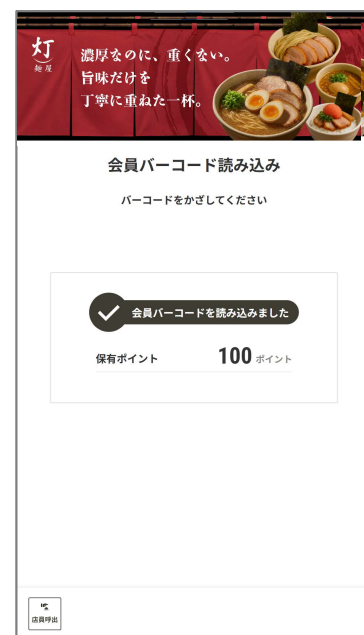 灯
麺屋
濃厚なのに、重くない。
旨味だけを
丁寧に重ねた一杯。
会員バーコード読み込み
バーコードをかざしてください
会員バーコードを読み込みました
保有ポイント 100 ポイント
店員呼出